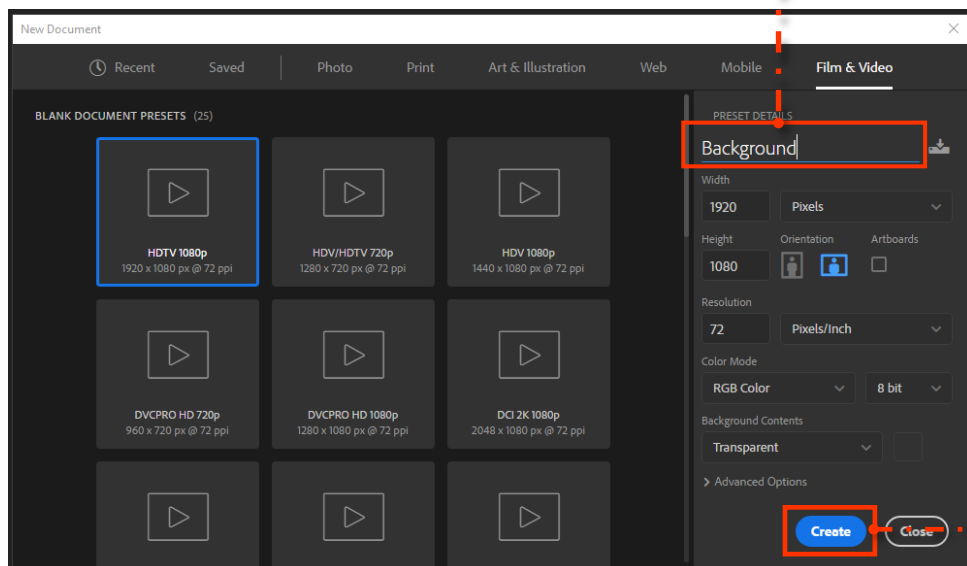 New Document
Recent Saved Photo Print Art & Illustration Web Mobile Film & Video
BLANK DOCUMENT PRESETS (25)
HDTV 1080p
1920 x 1080 px @ 72 ppi
HDV/HDTV 720p
1280 x 720 px @ 72 ppi
HDV 1080p
1440 x 1080 px @ 72 ppi
DVCPRO HD 720p
960 x 720 px @ 72 ppi
DVCPRO HD 1080p
1280 x 1080 px @ 72 ppi
DCI 2K 1080p
2048 x 1080 px @ 72 ppi
PRESET DETAILS
Background
Width
1920 Pixels
Height Orientation Artboards
1080
Resolution
72 Pixels/Inch
Color Mode
RGB Color 8 bit
Background Contents
Transparent
Advanced Options
Create Close